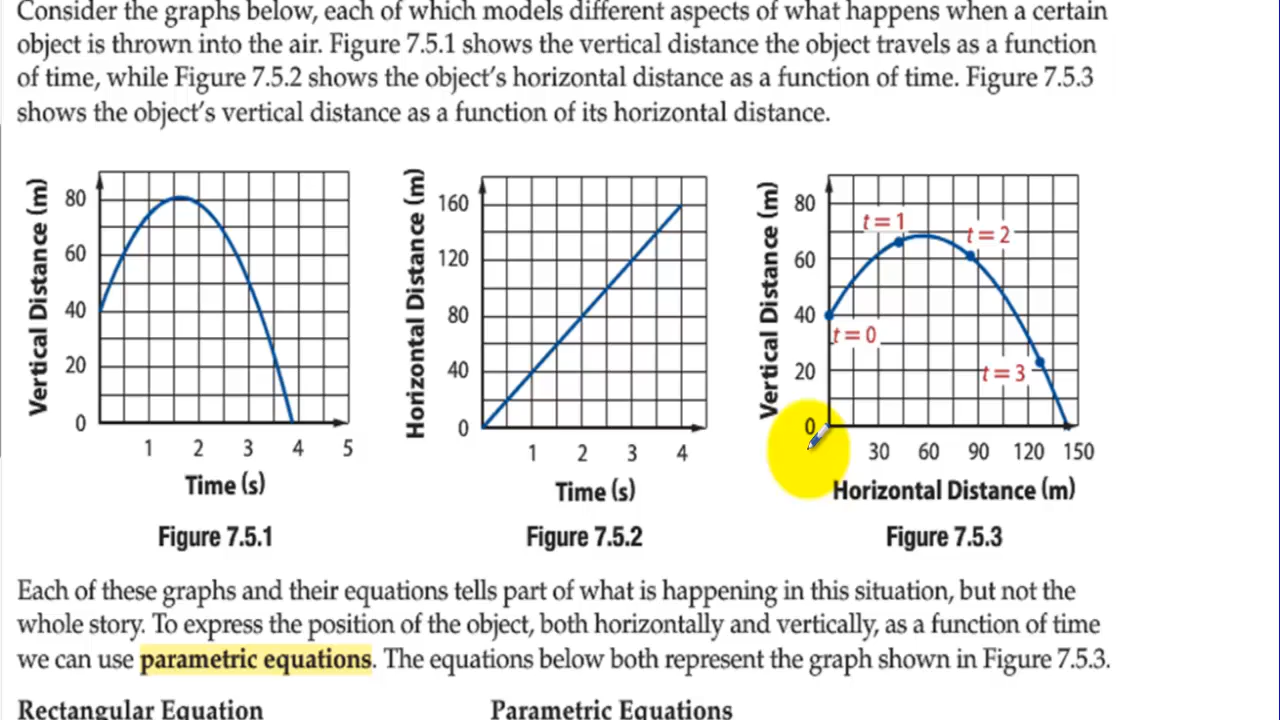 Consider the graphs below, each of which models different aspects of what happens when a certain
object is thrown into the air. Figure 7.5.1 shows the vertical distance the object travels as a function
of time, while Figure 7.5.2 shows the object's horizontal distance as a function of time. Figure 7.5.3
shows the object's vertical distance as a function of its horizontal distance.
Vertical Distance (m)
80
60
40
20
0
1 2 3 4 5
Time (s)
Figure 7.5.1
Horizontal Distance (m)
160
120
80
40
0
1 2 3 4
Time (s)
Figure 7.5.2
Vertical Distance (m)
80
60
40
20
0
t = 1
t = 2
t = 0
t = 3
30 60 90 120 150
Horizontal Distance (m)
Figure 7.5.3
Each of these graphs and their equations tells part of what is happening in this situation, but not the
whole story. To express the position of the object, both horizontally and vertically, as a function of time
we can use parametric equations. The equations below both represent the graph shown in Figure 7.5.3.
Rectangular Equation
Parametric Equations